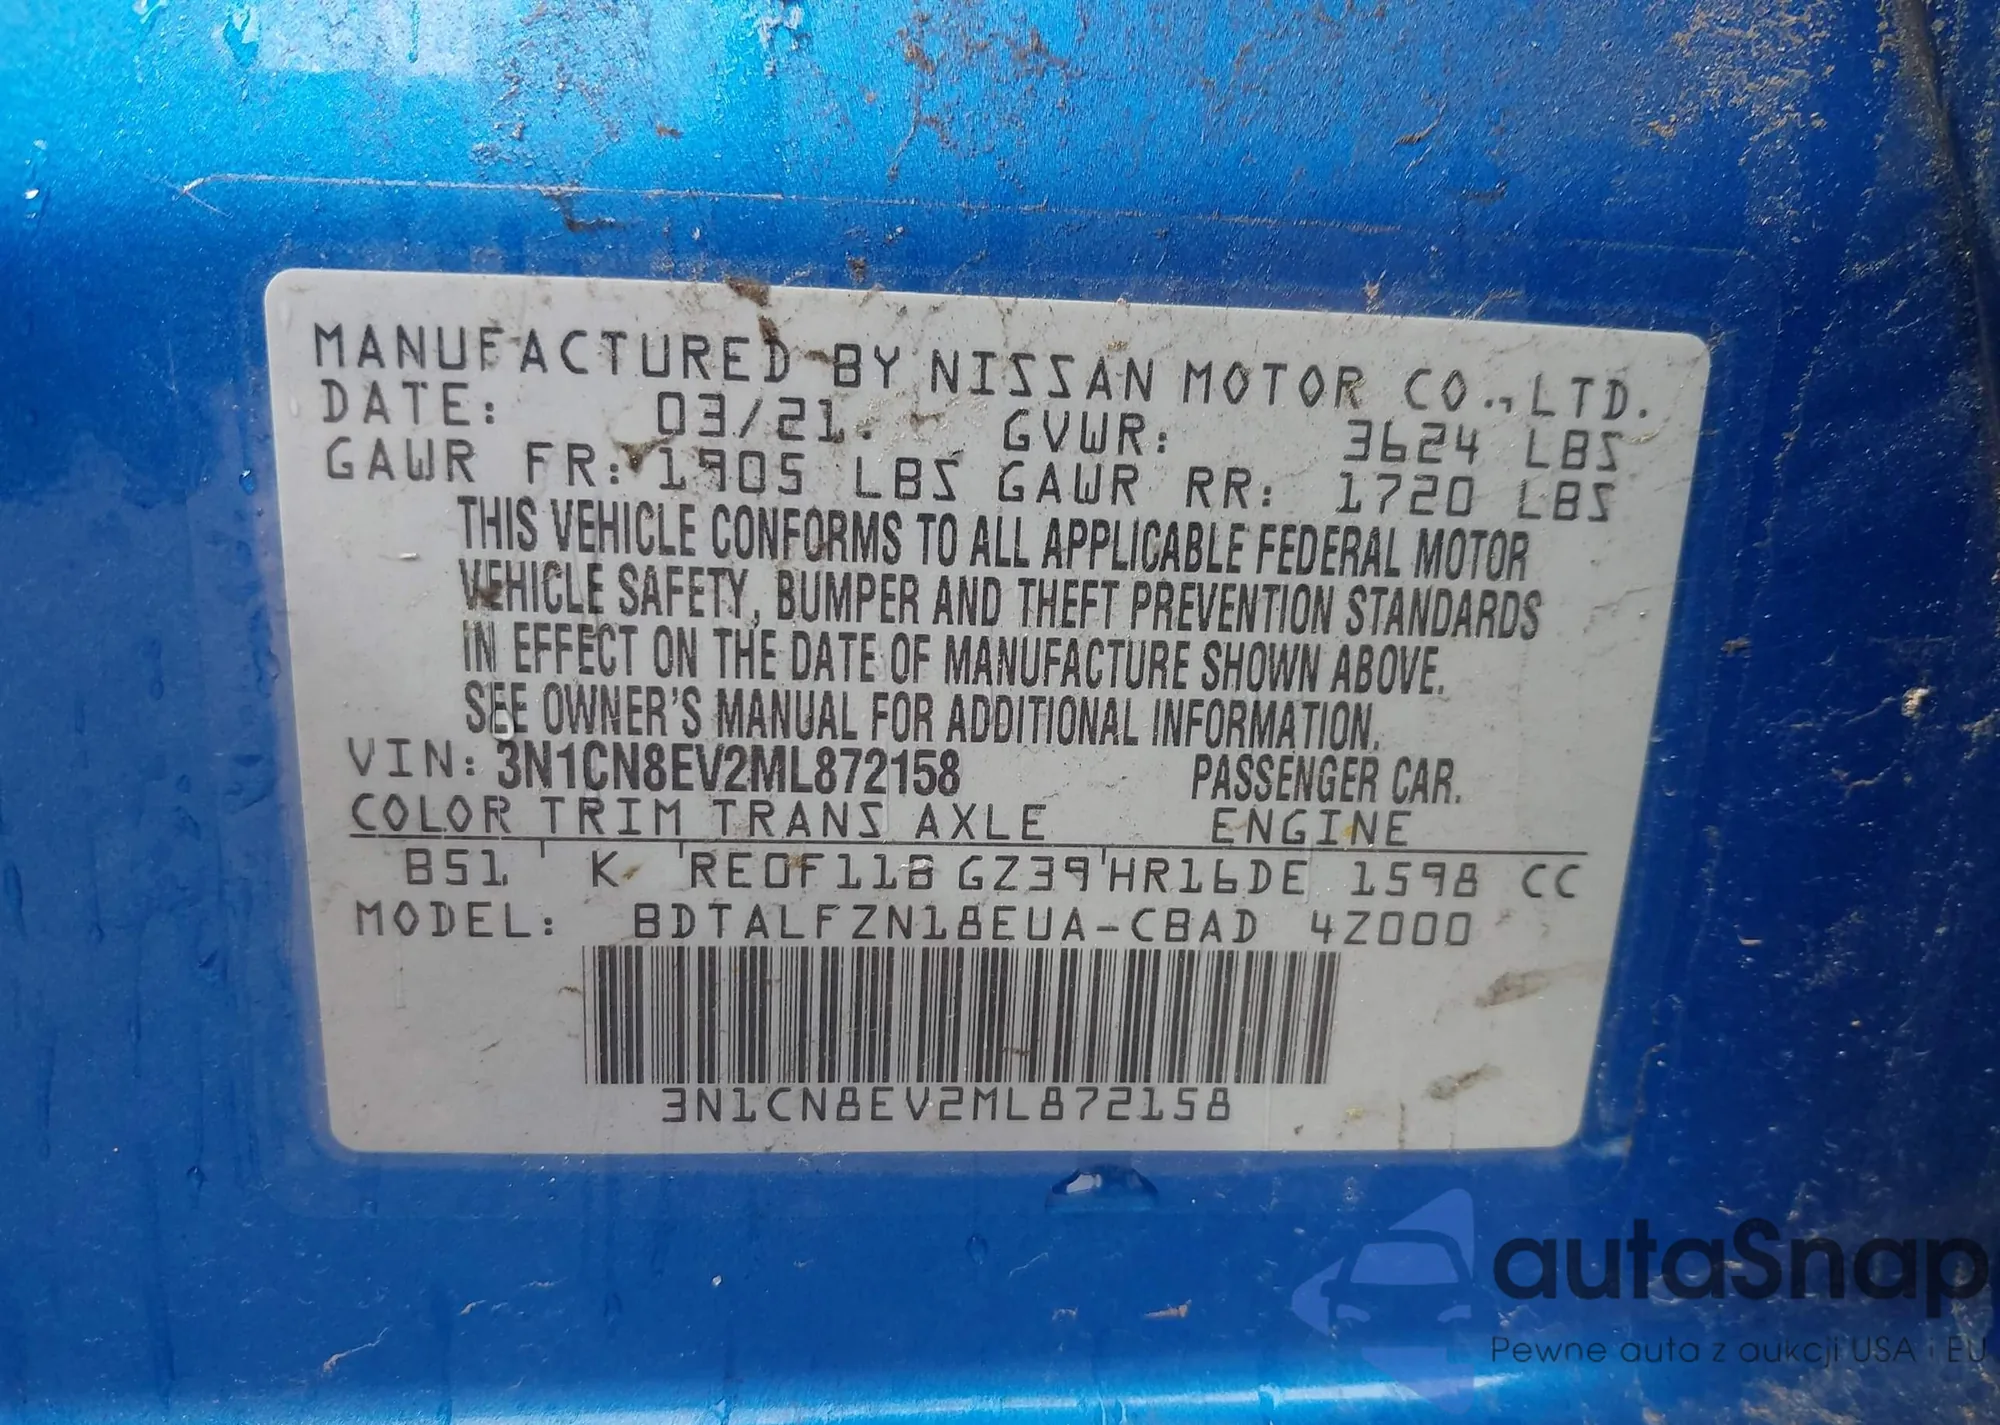 MANUFACTURED BY NISSAN MOTOR CO., LTD.
DATE: 03/21. GVWR: 3624 LBS
GAWR FR: 1905 LBS GAWR RR: 1720 LBS
THIS VEHICLE CONFORMS TO ALL APPLICABLE FEDERAL MOTOR
VEHICLE SAFETY, BUMPER AND THEFT PREVENTION STANDARDS
IN EFFECT ON THE DATE OF MANUFACTURE SHOWN ABOVE.
SEE OWNER'S MANUAL FOR ADDITIONAL INFORMATION.
VIN: 3N1CN8EV2ML872158 PASSENGER CAR.
COLOR TRIM TRANS AXLE ENGINE
B51 K RE0F11B GZ39 HR16DE 1598 CC
MODEL: BDTALFZN18EUA-CBAD 4Z000
3N1CN8EV2ML872158
autaSnap
Pewne auta z aukcji USA i EU